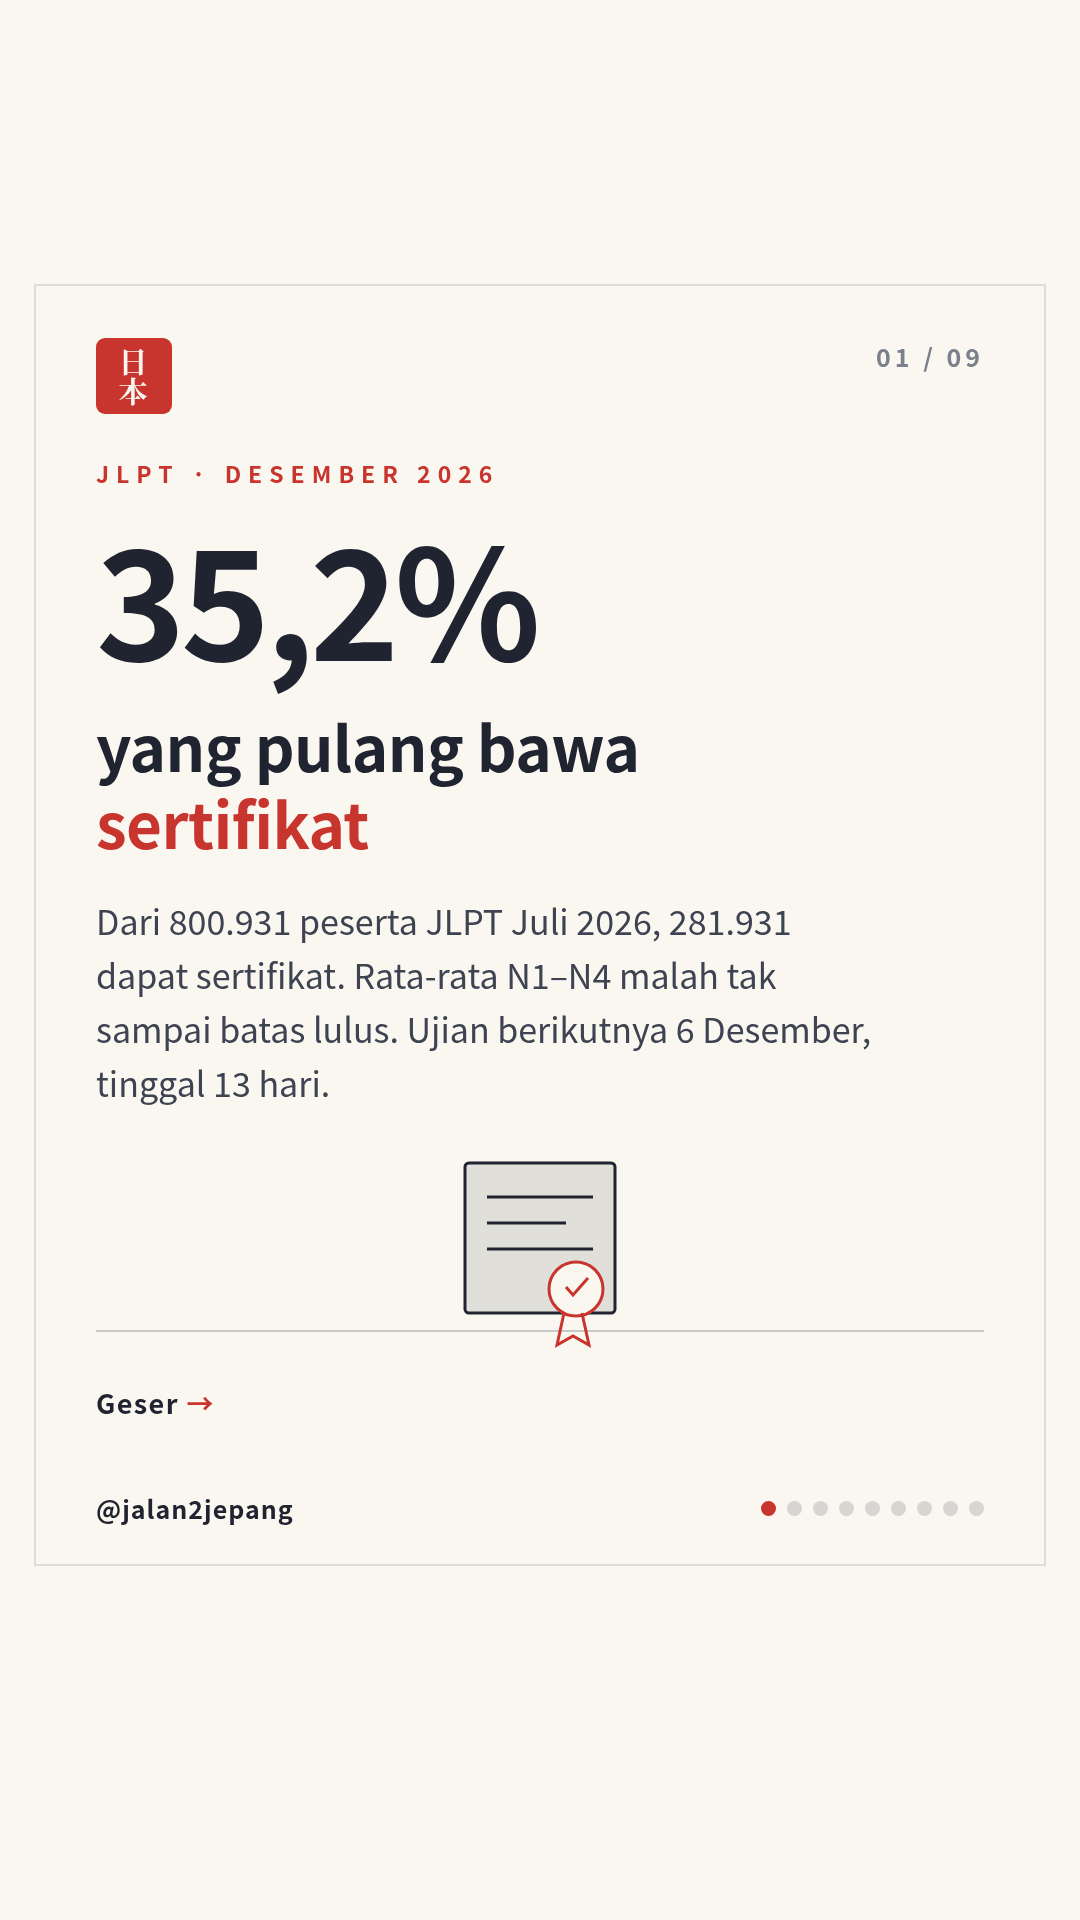 日本
01 / 09
JLPT · DESEMBER 2026
35,2%
yang pulang bawa
sertifikat
Dari 800.931 peserta JLPT Juli 2026, 281.931
dapat sertifikat. Rata-rata N1–N4 malah tak
sampai batas lulus. Ujian berikutnya 6 Desember,
tinggal 13 hari.
Geser →
@jalan2jepang